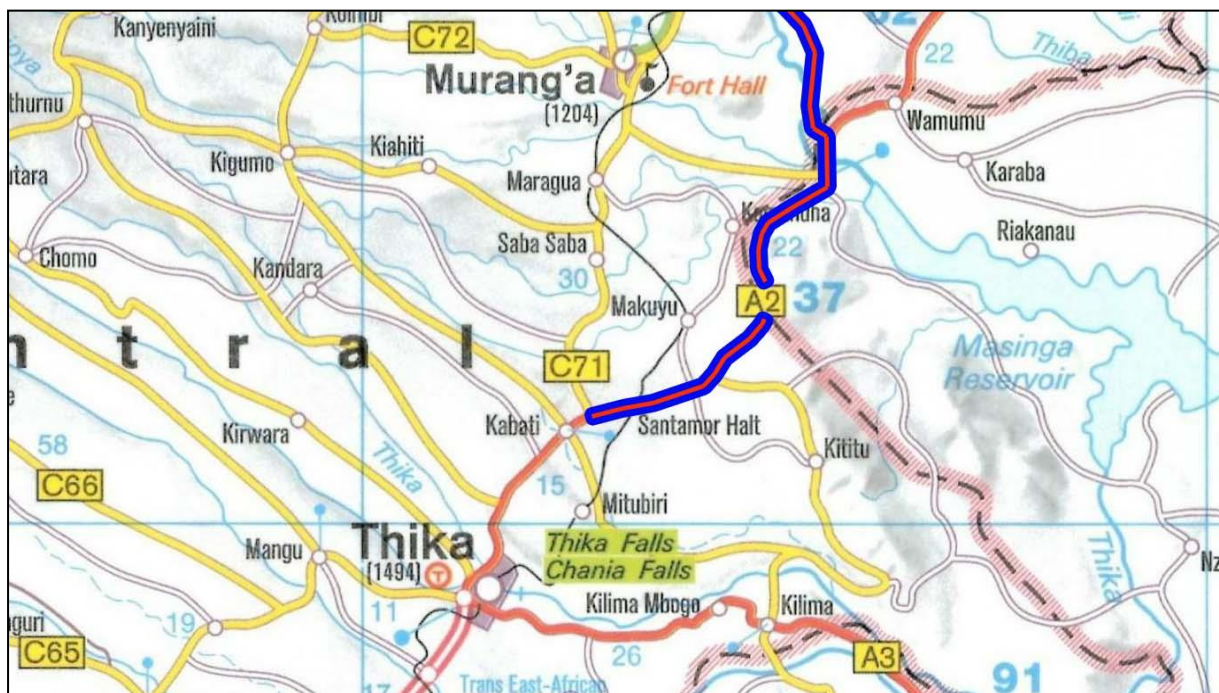 Kanyenyaini
C72
22
Thiba
Murang'a
(1204)
Fort Hall
Wamumu
Kiahiti
Kigumo
Karaba
Maragua
Riakanau
Saba Saba
22
Chomo
Kandara
30
Makuyu
A2
37
n t r a l
Masinga
Reservoir
C71
Kabati
Santamor Halt
Kirwara
58
Kititu
Thika
C66
15
Mitubiri
Mangu
Thika
(1494)
T
Thika Falls
Chania Falls
Thika
11
Kilima Mbogo
Kilima
19
C65
26
A3
91
17
Trans East-African